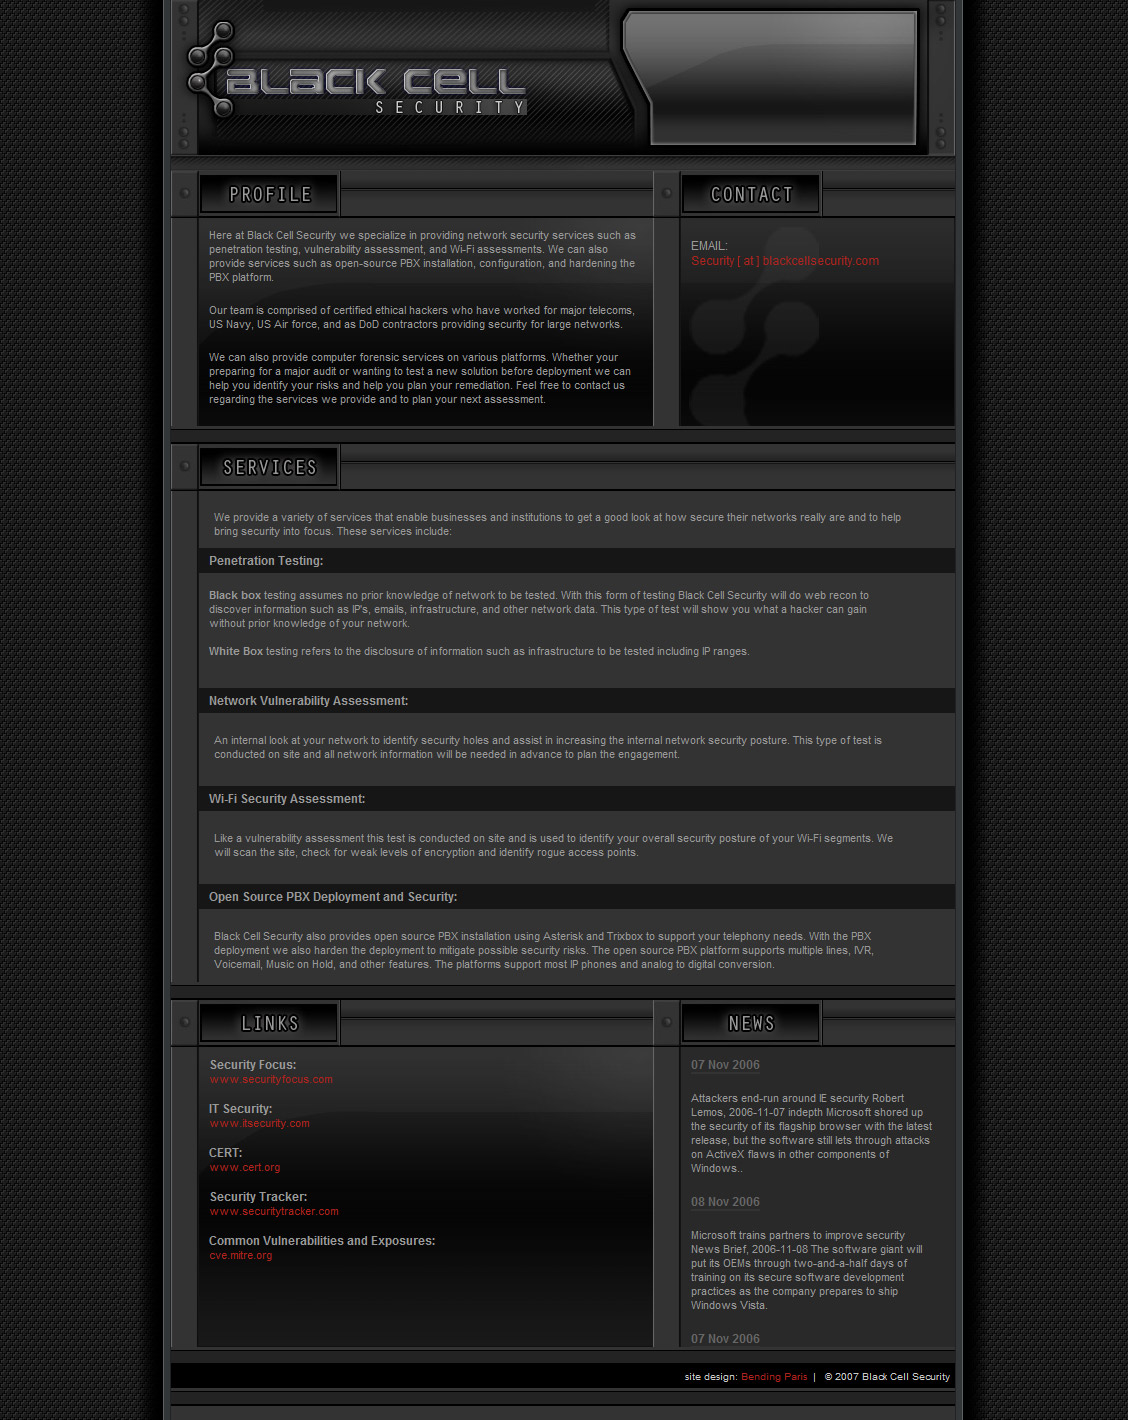 BLACK CELL
SECURITY
PROFILE
Here at Black Cell Security we specialize in providing network security services such as
penetration testing, vulnerability assessment, and Wi-Fi assessments. We can also
provide services such as open-source PBX installation, configuration, and hardening the
PBX platform.
Our team is comprised of certified ethical hackers who have worked for major telecoms,
US Navy, US Air force, and as DoD contractors providing security for large networks.
We can also provide computer forensic services on various platforms. Whether your
preparing for a major audit or wanting to test a new solution before deployment we can
help you identify your risks and help you plan your remediation. Feel free to contact us
regarding the services we provide and to plan your next assessment.
CONTACT
EMAIL:
Security [ at ] blackcellsecurity.com
SERVICES
We provide a variety of services that enable businesses and institutions to get a good look at how secure their networks really are and to help
bring security into focus. These services include:
Penetration Testing:
Black box testing assumes no prior knowledge of network to be tested. With this form of testing Black Cell Security will do web recon to
discover information such as IP's, emails, infrastructure, and other network data. This type of test will show you what a hacker can gain
without prior knowledge of your network.
White Box testing refers to the disclosure of information such as infrastructure to be tested including IP ranges.
Network Vulnerability Assessment:
An internal look at your network to identify security holes and assist in increasing the internal network security posture. This type of test is
conducted on site and all network information will be needed in advance to plan the engagement.
Wi-Fi Security Assessment:
Like a vulnerability assessment this test is conducted on site and is used to identify your overall security posture of your Wi-Fi segments. We
will scan the site, check for weak levels of encryption and identify rogue access points.
Open Source PBX Deployment and Security:
Black Cell Security also provides open source PBX installation using Asterisk and Trixbox to support your telephony needs. With the PBX
deployment we also harden the deployment to mitigate possible security risks. The open source PBX platform supports multiple lines, IVR,
Voicemail, Music on Hold, and other features. The platforms support most IP phones and analog to digital conversion.
LINKS
Security Focus:
www.securityfocus.com
IT Security:
www.itsecurity.com
CERT:
www.cert.org
Security Tracker:
www.securitytracker.com
Common Vulnerabilities and Exposures:
cve.mitre.org
NEWS
07 Nov 2006
Attackers end-run around IE security Robert
Lemos, 2006-11-07 indepth Microsoft shored up
the security of its flagship browser with the latest
release, but the software still lets through attacks
on ActiveX flaws in other components of
Windows..
08 Nov 2006
Microsoft trains partners to improve security
News Brief, 2006-11-08 The software giant will
put its OEMs through two-and-a-half days of
training on its secure software development
practices as the company prepares to ship
Windows Vista.
07 Nov 2006
site design: Bending Paris | © 2007 Black Cell Security